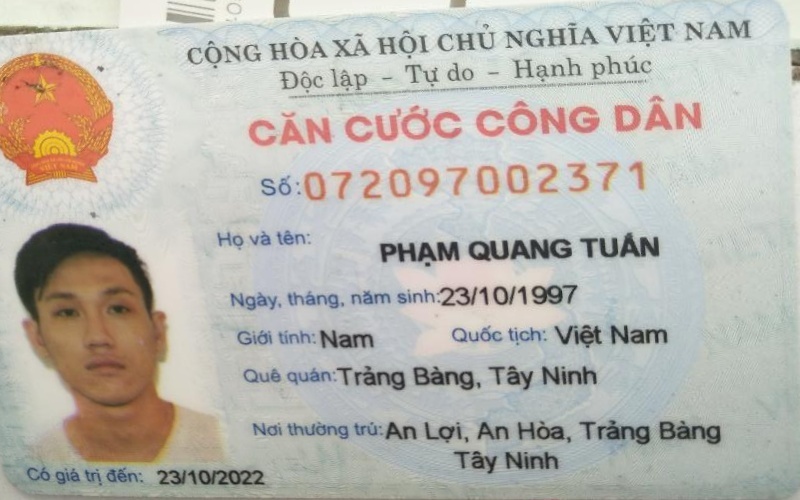 CỘNG HÒA XÃ HỘI CHỦ NGHĨA VIỆT NAM
Độc lập - Tự do - Hạnh phúc
CĂN CƯỚC CÔNG DÂN
Số: 072097002371
Họ và tên: PHẠM QUANG TUẤN
Ngày, tháng, năm sinh: 23/10/1997
Giới tính: Nam Quốc tịch: Việt Nam
Quê quán: Trảng Bàng, Tây Ninh
Nơi thường trú: An Lợi, An Hòa, Trảng Bàng
Tây Ninh
Có giá trị đến: 23/10/2022